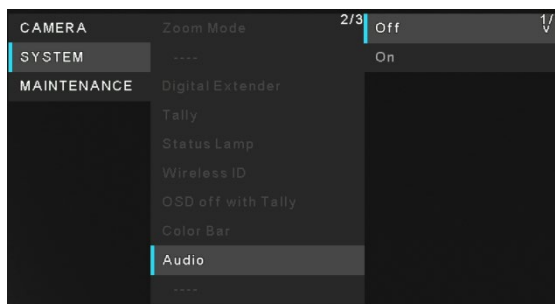 CAMERA
SYSTEM
MAINTENANCE
Zoom Mode 2/3
----
Digital Extender
Tally
Status Lamp
Wireless ID
OSD off with Tally
Color Bar
Audio
----
Off 1/
On